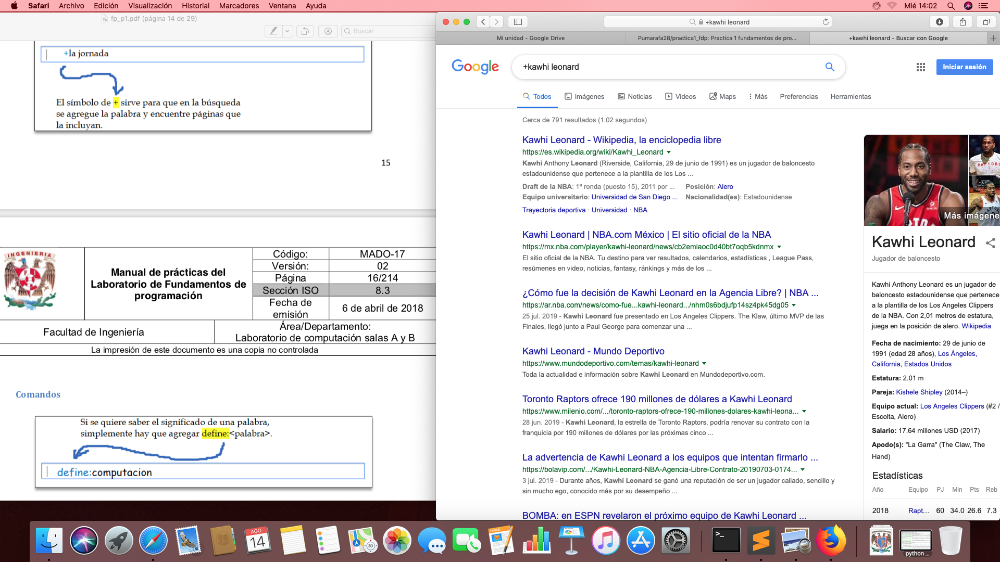 Safari Archivo Edición Visualización Historial Marcadores Ventana Ayuda
Mié 14:02
fp_p1.pdf (página 14 de 29)
Buscar
+la jornada
El símbolo de + sirve para que en la búsqueda
se agregue la palabra y encuentre páginas que
la incluyan.
15
INGENIERIA
Manual de prácticas del
Laboratorio de Fundamentos de
programación
Código: MADO-17
Versión: 02
Página 16/214
Sección ISO 8.3
Fecha de
emisión
6 de abril de 2018
Facultad de Ingeniería
Área/Departamento:
Laboratorio de computación salas A y B
La impresión de este documento es una copia no controlada
Comandos
Si se quiere saber el significado de una palabra,
simplemente hay que agregar define:<palabra>.
define:computacion
+kawhi leonard
Mi unidad - Google Drive
Pumarafa28/practica1_fdp: Practica 1 fundamentos de pro...
+kawhi leonard - Buscar con Google
Google
+kawhi leonard
Iniciar sesión
Todos Imágenes Noticias Videos Maps Más Preferencias Herramientas
Cerca de 791 resultados (1.02 segundos)
Kawhi Leonard - Wikipedia, la enciclopedia libre
https://es.wikipedia.org/wiki/Kawhi_Leonard
Kawhi Anthony Leonard (Riverside, California, 29 de junio de 1991) es un jugador de baloncesto
estadounidense que pertenece a la plantilla de los Los ...
Draft de la NBA: 1ª ronda (puesto 15), 2011 por ... Posición: Alero
Equipo universitario: Universidad de San Diego ... Nacionalidad(es): Estadounidense
Trayectoria deportiva · Universidad · NBA
Kawhi Leonard | NBA.com México | El sitio oficial de la NBA
https://mx.nba.com/player/kawhi-leonard/news/cb2emiaoc0d40bt7oqb5kdnmx
El sitio oficial de la NBA. Tu destino para ver resultados, calendarios, estadísticas , League Pass,
resúmenes en video, noticias, fantasy, ránkings y más de los ...
¿Cómo fue la decisión de Kawhi Leonard en la Agencia Libre? | NBA ...
https://ar.nba.com/news/como-fue...kawhi-leonard.../nhm0s6bdjufp14sz4pk45dg05
25 jul. 2019 - Kawhi Leonard fue presentado en Los Angeles Clippers. The Klaw, último MVP de las
Finales, llegó junto a Paul George para comenzar una ...
Kawhi Leonard - Mundo Deportivo
https://www.mundodeportivo.com/temas/kawhi-leonard
Toda la actualidad e información sobre Kawhi Leonard en Mundodeportivo.com.
Toronto Raptors ofrece 190 millones de dólares a Kawhi Leonard
https://www.milenio.com/.../toronto-raptors-ofrece-190-millones-dolares-kawhi-leona...
28 jun. 2019 - Kawhi Leonard, la estrella de Toronto Raptors, podría renovar su contrato con la
franquicia por 190 millones de dólares por las próximas cinco ...
La advertencia de Kawhi Leonard a los equipos que intentan firmarlo ...
https://bolavip.com/.../Kawhi-Leonard-NBA-Agencia-Libre-Contrato-20190703-0174...
3 jul. 2019 - Durante años, Kawhi Leonard se ganó una reputación de ser un jugador callado, sencillo y
sin mucho ego, conocido más por su desempeño ...
BOMBA: en ESPN revelaron el próximo equipo de Kawhi Leonard ...
Más imágene
Kawhi Leonard
Jugador de baloncesto
Kawhi Anthony Leonard es un jugador de
baloncesto estadounidense que pertenece
a la plantilla de los Los Angeles Clippers
de la NBA. Con 2,01 metros de estatura,
juega en la posición de alero. Wikipedia
Fecha de nacimiento: 29 de junio de
1991 (edad 28 años), Los Ángeles,
California, Estados Unidos
Estatura: 2.01 m
Pareja: Kishele Shipley (2014–)
Equipo actual: Los Angeles Clippers (#2 /
Escolta, Alero)
Salario: 17.64 millones USD (2017)
Apodo(s): "La Garra" (The Claw, The
Hand)
Estadísticas
Año Equipo PJ Min Pts Reb
2018 Rapt... 60 34.0 26.6 7.3
AGO
14
3D
python ...